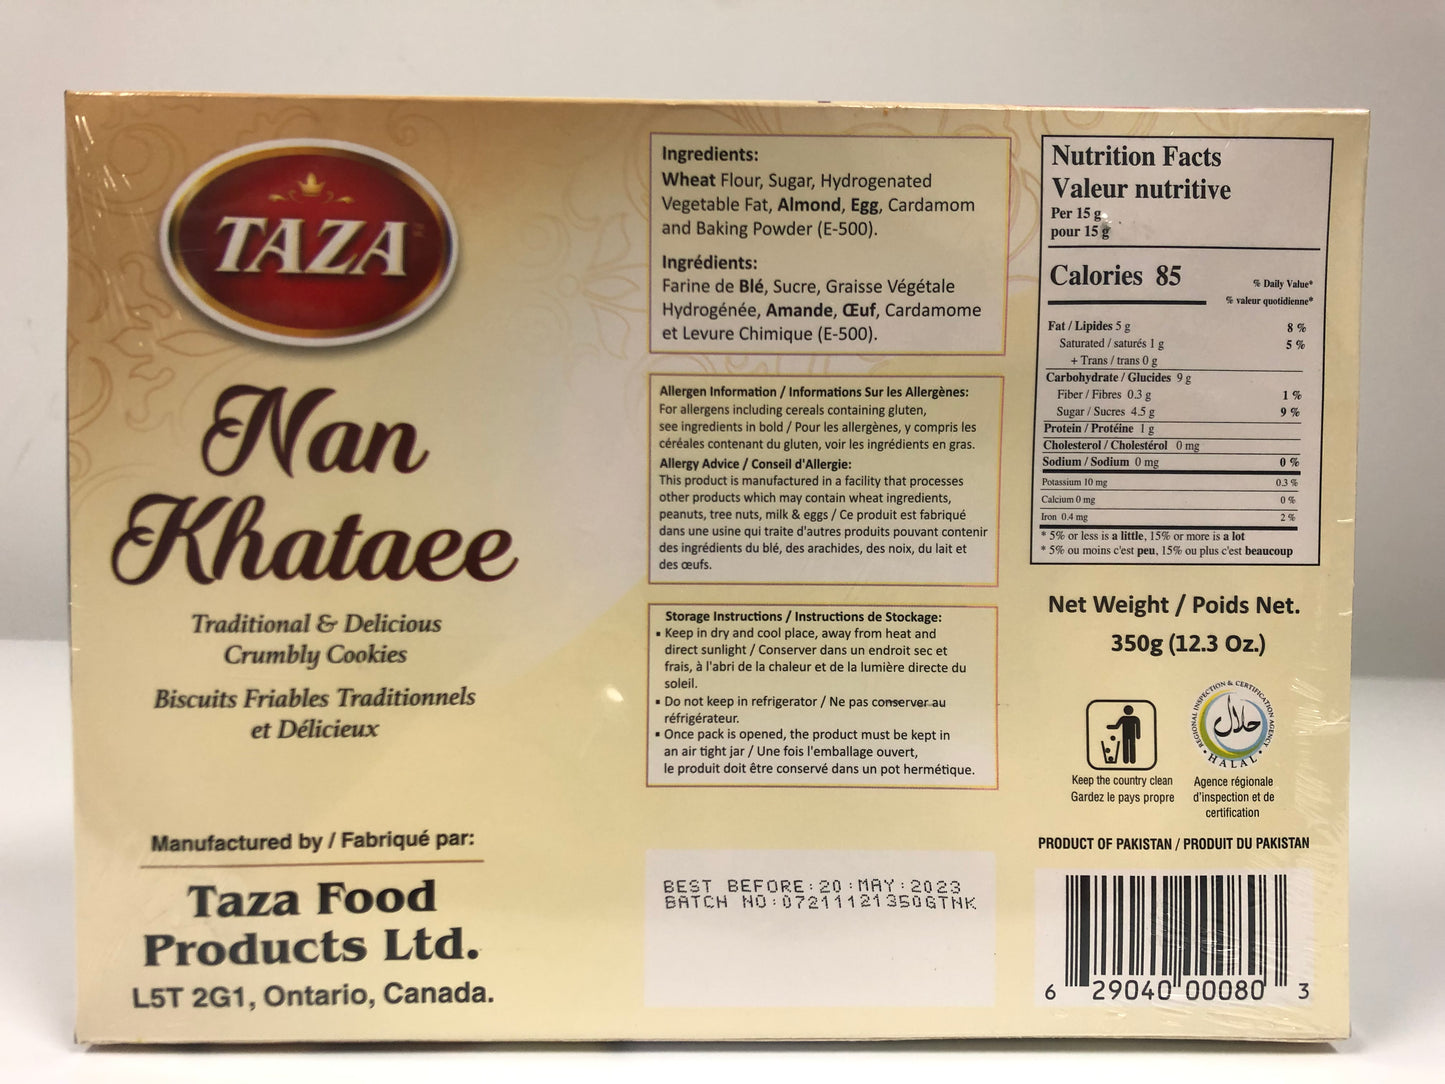 TAZA
Nan
Khataee
Traditional & Delicious
Crumbly Cookies
Biscuits Friables Traditionnels
et Délicieux
Manufactured by / Fabriqué par:
Taza Food
Products Ltd.
L5T 2G1, Ontario, Canada.
Ingredients:
Wheat Flour, Sugar, Hydrogenated
Vegetable Fat, Almond, Egg, Cardamom
and Baking Powder (E-500).
Ingrédients:
Farine de Blé, Sucre, Graisse Végétale
Hydrogénée, Amande, Œuf, Cardamome
et Levure Chimique (E-500).
Allergen Information / Informations Sur les Allergènes:
For allergens including cereals containing gluten,
see ingredients in bold / Pour les allergènes, y compris les
céréales contenant du gluten, voir les ingrédients en gras.
Allergy Advice / Conseil d'Allergie:
This product is manufactured in a facility that processes
other products which may contain wheat ingredients,
peanuts, tree nuts, milk & eggs / Ce produit est fabriqué
dans une usine qui traite d'autres produits pouvant contenir
des ingrédients du blé, des arachides, des noix, du lait et
des œufs.
Storage Instructions / Instructions de Stockage:
▪ Keep in dry and cool place, away from heat and
direct sunlight / Conserver dans un endroit sec et
frais, à l'abri de la chaleur et de la lumière directe du
soleil.
▪ Do not keep in refrigerator / Ne pas conserver au
réfrigérateur.
▪ Once pack is opened, the product must be kept in
an air tight jar / Une fois l'emballage ouvert,
le produit doit être conservé dans un pot hermétique.
BEST BEFORE:20:MAY:2023
BATCH NO:07211121350GTNK
Nutrition Facts
Valeur nutritive
Per 15 g
pour 15 g
Calories 85
% Daily Value*
% valeur quotidienne*
Fat / Lipides 5 g 8 %
Saturated / saturés 1 g 5 %
+ Trans / trans 0 g
Carbohydrate / Glucides 9 g
Fiber / Fibres 0.3 g 1 %
Sugar / Sucres 4.5 g 9 %
Protein / Protéine 1 g
Cholesterol / Cholestérol 0 mg
Sodium / Sodium 0 mg 0 %
Potassium 10 mg 0.3 %
Calcium 0 mg 0 %
Iron 0.4 mg 2 %
* 5% or less is a little, 15% or more is a lot
* 5% ou moins c'est peu, 15% ou plus c'est beaucoup
Net Weight / Poids Net.
350g (12.3 Oz.)
REGIONAL INSPECTION & CERTIFICATION AGENCY
حلال
HALAL
Keep the country clean
Gardez le pays propre
Agence régionale
d'inspection et de
certification
PRODUCT OF PAKISTAN / PRODUIT DU PAKISTAN
6 29040 00080 3